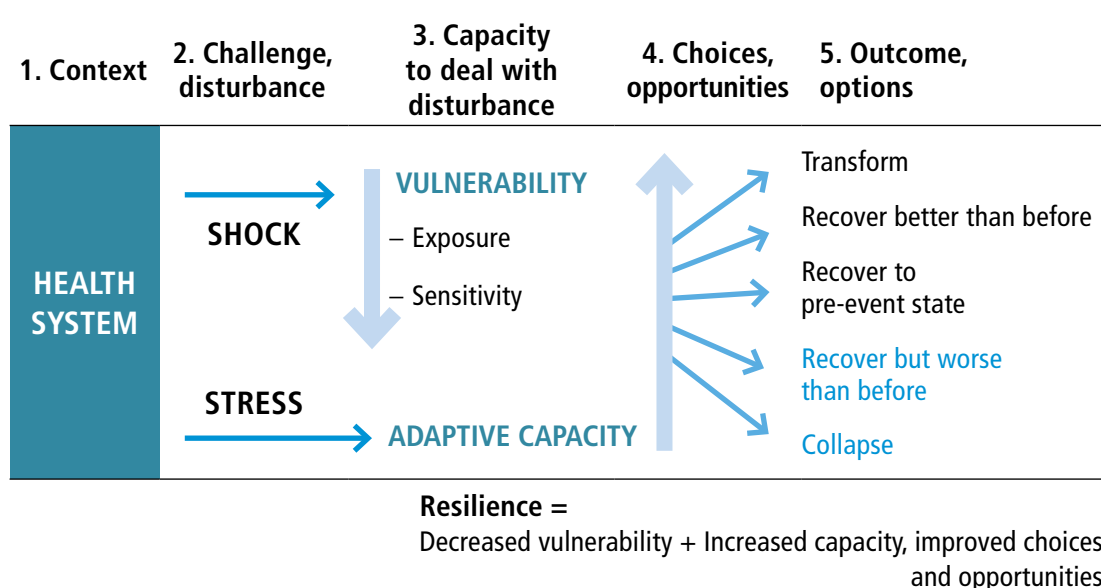 1. Context
2. Challenge,
disturbance
3. Capacity
to deal with
disturbance
4. Choices,
opportunities
5. Outcome,
options
HEALTH
SYSTEM
SHOCK
STRESS
VULNERABILITY
– Exposure
– Sensitivity
ADAPTIVE CAPACITY
Transform
Recover better than before
Recover to
pre-event state
Recover but worse
than before
Collapse
Resilience =
Decreased vulnerability + Increased capacity, improved choices
and opportunities